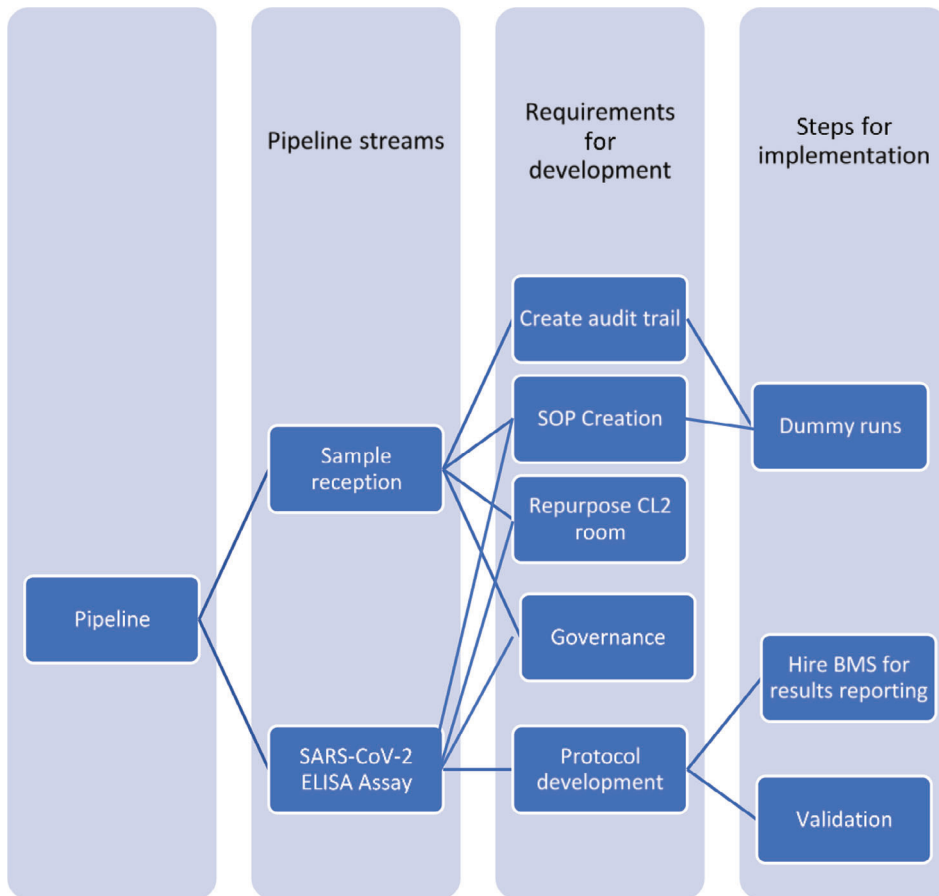 Pipeline streams
Requirements
for
development
Steps for
implementation
Create audit trail
SOP Creation
Dummy runs
Sample
reception
Repurpose CL2
room
Pipeline
Governance
Hire BMS for
results reporting
SARS-CoV-2
ELISA Assay
Protocol
development
Validation